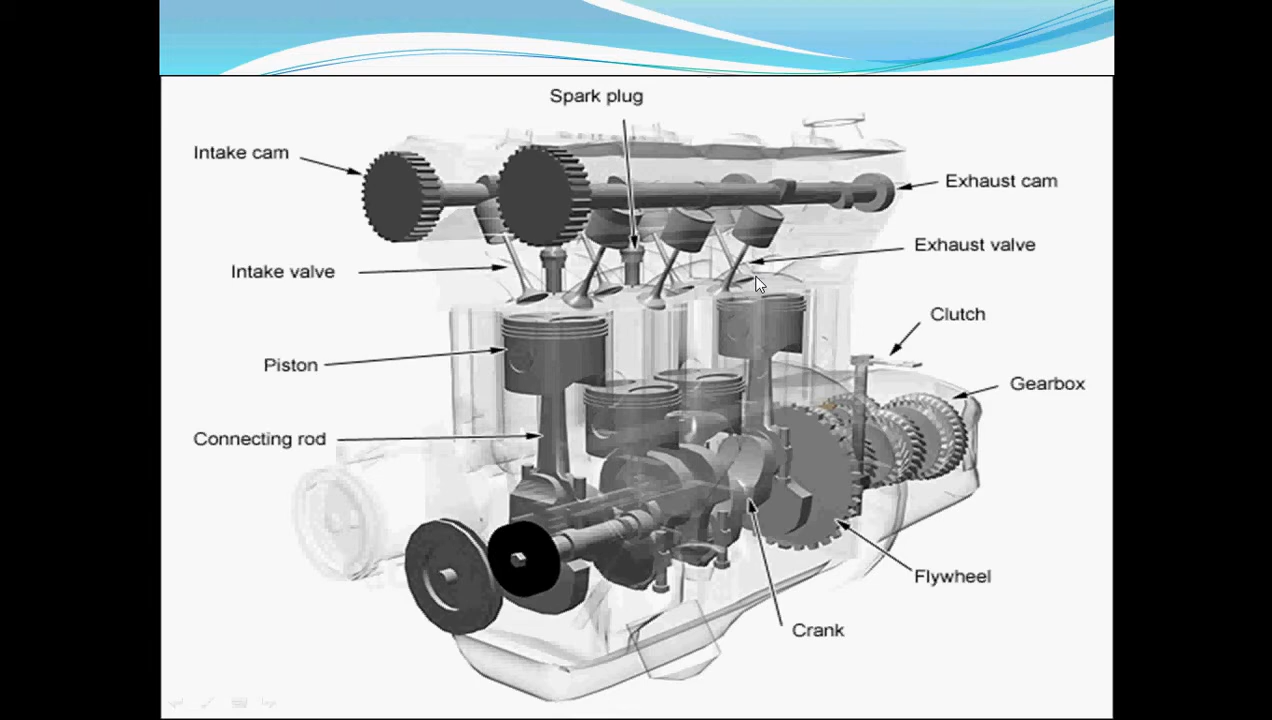 Spark plug
Intake cam
Exhaust cam
Exhaust valve
Intake valve
Clutch
Piston
Gearbox
Connecting rod
Flywheel
Crank